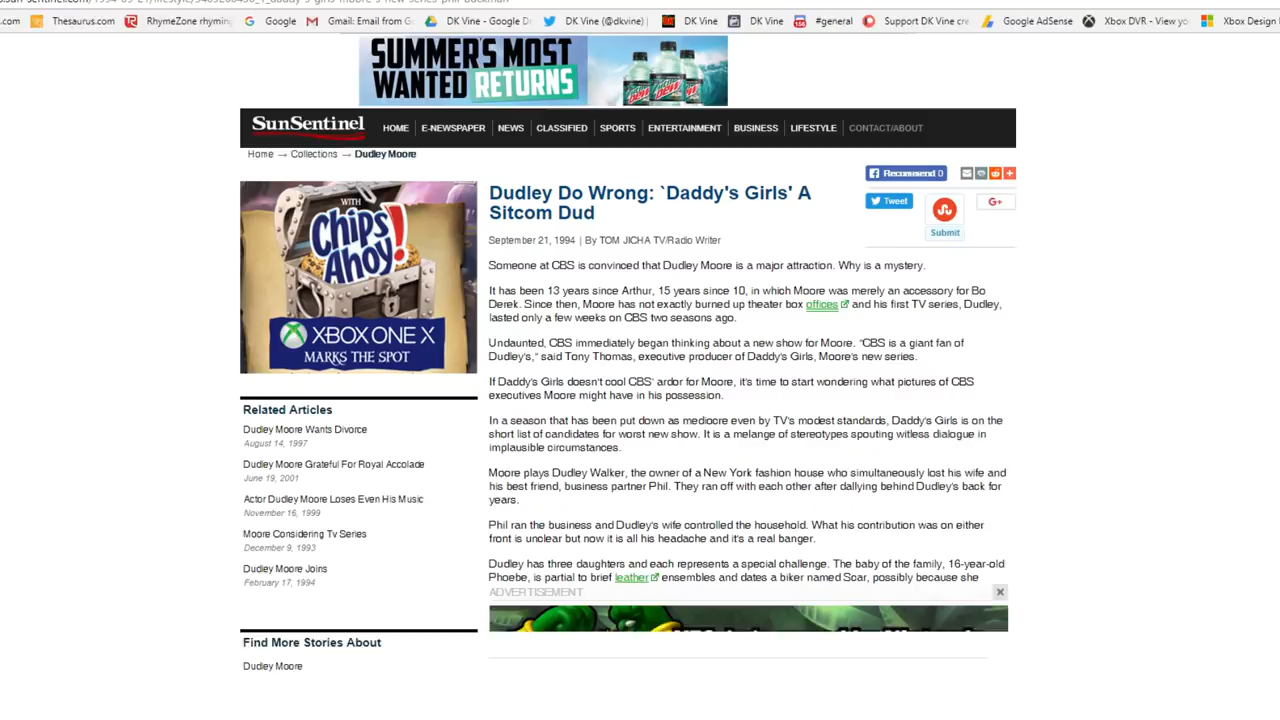 .com
Thesaurus.com
RhymeZone rhyming
Google
Gmail: Email from G
DK Vine - Google D
DK Vine (@dkvine) |
DK Vine
DK Vine
#general
Support DK Vine cre
Google AdSense
Xbox DVR - View yo
Xbox Design
SUMMER'S MOST
WANTED RETURNS
SunSentinel
HOME
E-NEWSPAPER
NEWS
CLASSIFIED
SPORTS
ENTERTAINMENT
BUSINESS
LIFESTYLE
CONTACT/ABOUT
Home → Collections → Dudley Moore
WITH
Chips
Ahoy!
XBOX ONE X
MARKS THE SPOT
Recommend 0
Tweet
Submit
G+
Dudley Do Wrong: `Daddy's Girls' A
Sitcom Dud
September 21, 1994 | By TOM JICHA TV/Radio Writer
Someone at CBS is convinced that Dudley Moore is a major attraction. Why is a mystery.
It has been 13 years since Arthur, 15 years since 10, in which Moore was merely an accessory for Bo
Derek. Since then, Moore has not exactly burned up theater box offices and his first TV series, Dudley,
lasted only a few weeks on CBS two seasons ago.
Undaunted, CBS immediately began thinking about a new show for Moore. "CBS is a giant fan of
Dudley's," said Tony Thomas, executive producer of Daddy's Girls, Moore's new series.
If Daddy's Girls doesn't cool CBS' ardor for Moore, it's time to start wondering what pictures of CBS
executives Moore might have in his possession.
In a season that has been put down as mediocre even by TV's modest standards, Daddy's Girls is on the
short list of candidates for worst new show. It is a melange of stereotypes spouting witless dialogue in
implausible circumstances.
Moore plays Dudley Walker, the owner of a New York fashion house who simultaneously lost his wife and
his best friend, business partner Phil. They ran off with each other after dallying behind Dudley's back for
years.
Phil ran the business and Dudley's wife controlled the household. What his contribution was on either
front is unclear but now it is all his headache and it's a real banger.
Dudley has three daughters and each represents a special challenge. The baby of the family, 16-year-old
Phoebe, is partial to brief leather ensembles and dates a biker named Scar, possibly because she
ADVERTISEMENT
Related Articles
Dudley Moore Wants Divorce
August 14, 1997
Dudley Moore Grateful For Royal Accolade
June 19, 2001
Actor Dudley Moore Loses Even His Music
November 16, 1999
Moore Considering Tv Series
December 9, 1993
Dudley Moore Joins
February 17, 1994
Find More Stories About
Dudley Moore